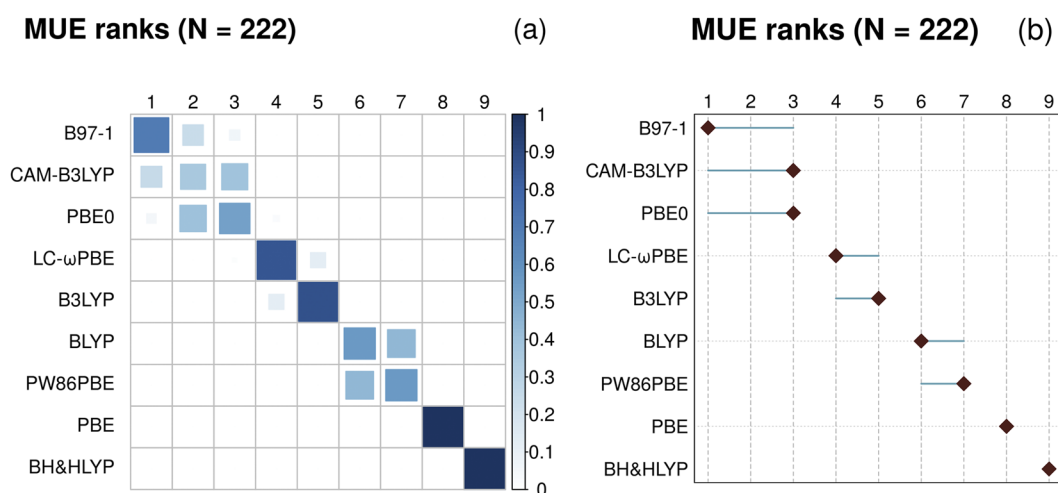 MUE ranks (N = 222) (a)
1 2 3 4 5 6 7 8 9
B97-1
CAM-B3LYP
PBE0
LC-ωPBE
B3LYP
BLYP
PW86PBE
PBE
BH&HLYP
1
0.9
0.8
0.7
0.6
0.5
0.4
0.3
0.2
0.1
0
MUE ranks (N = 222) (b)
1 2 3 4 5 6 7 8 9
B97-1
CAM-B3LYP
PBE0
LC-ωPBE
B3LYP
BLYP
PW86PBE
PBE
BH&HLYP